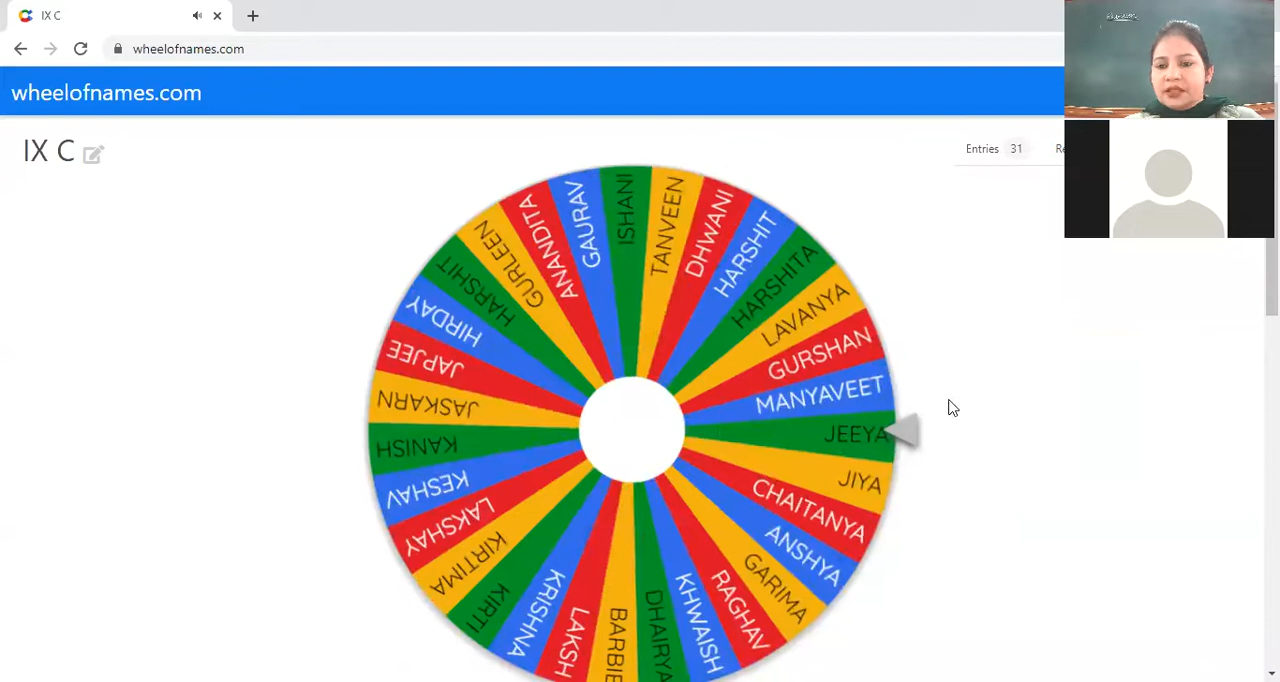 IX C
wheelofnames.com
wheelofnames.com
IX C
Entries 31
ISHANI
TANVEEN
DHWANI
HARSHIT
HARSHITA
LAVANYA
GURSHAN
MANYAVEET
JEEYA
JIYA
CHAITANYA
ANSHYA
GARIMA
RAGHAV
KHWAISH
DHAIRYA
BARBIE
LAKSH
KRISHNA
KIRTI
KIRTIMA
LAKSHAY
KESHAV
KANISH
JASKARN
JAPJEE
HIRDAY
HARSHIT
GURLEEN
ANANDITA
GAURAV